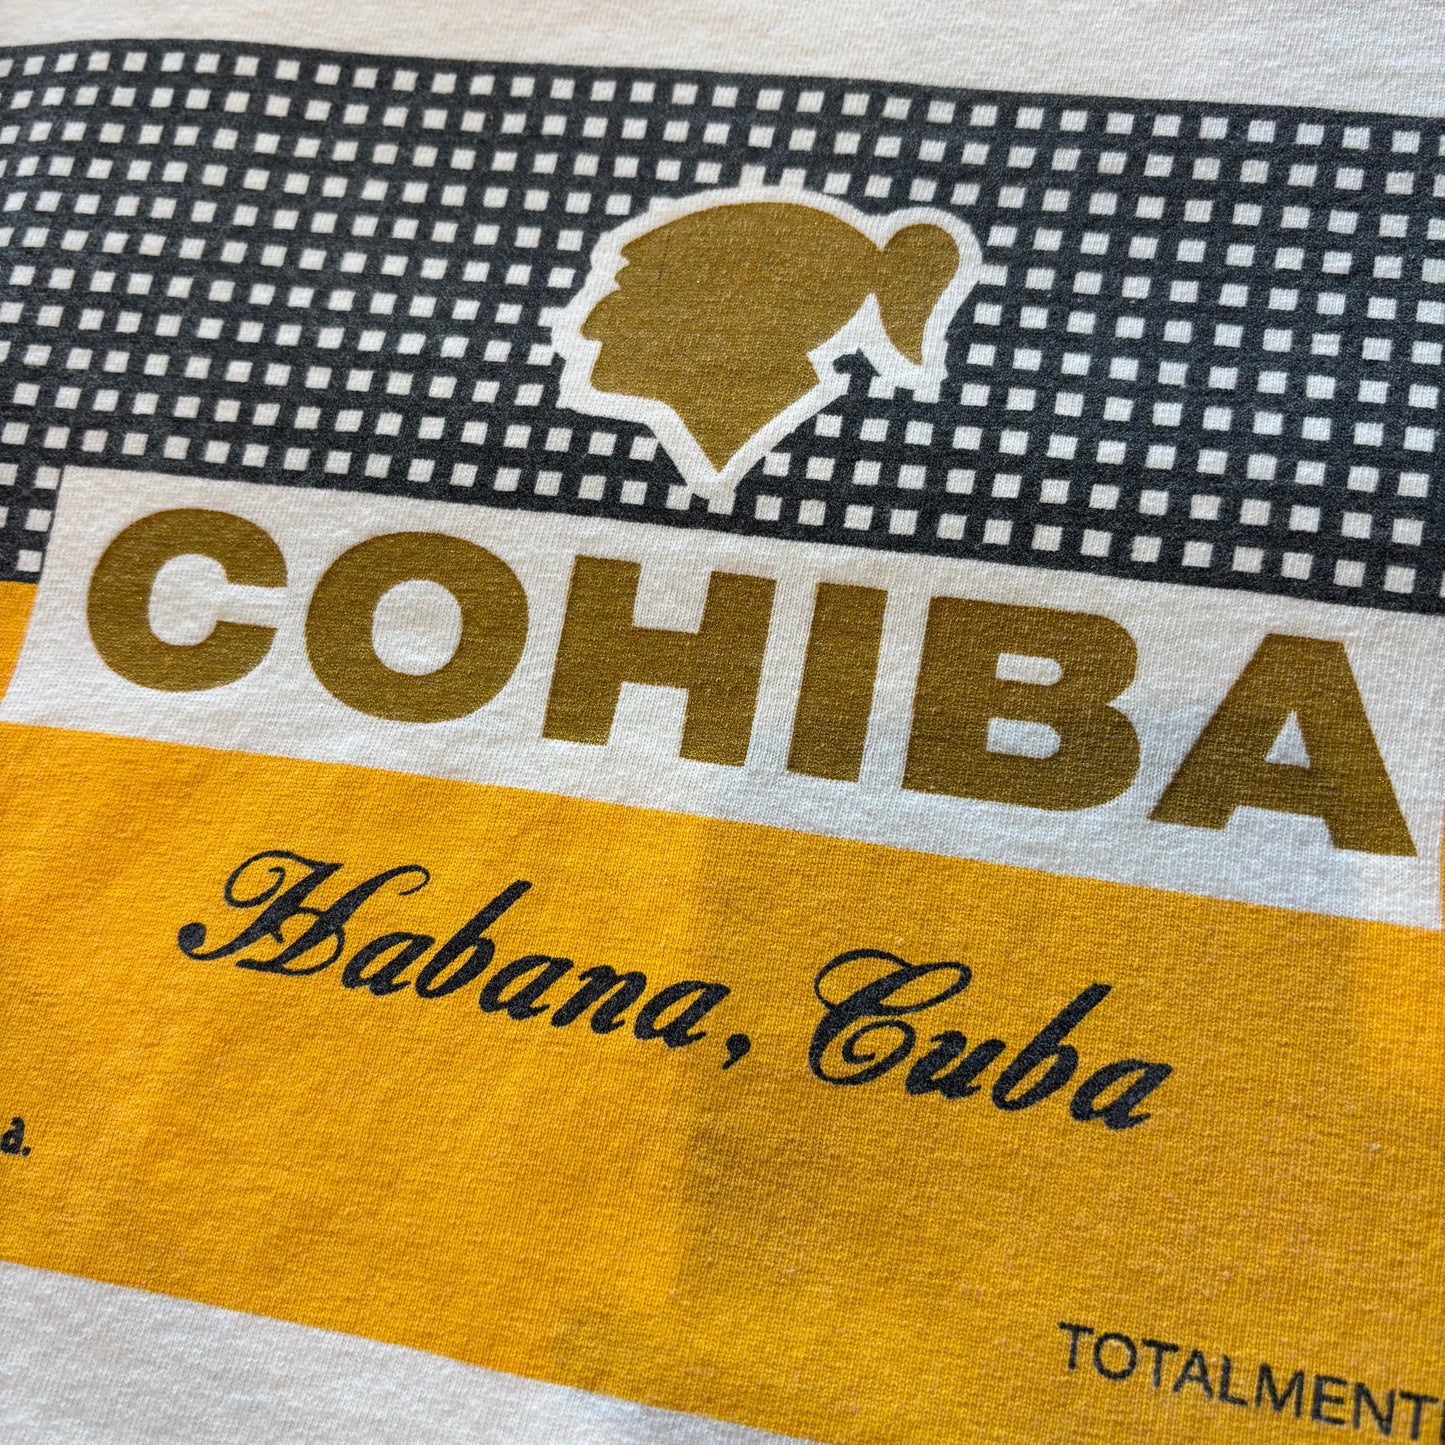 COHIBA
Habana, Cuba
a.
TOTALMENT